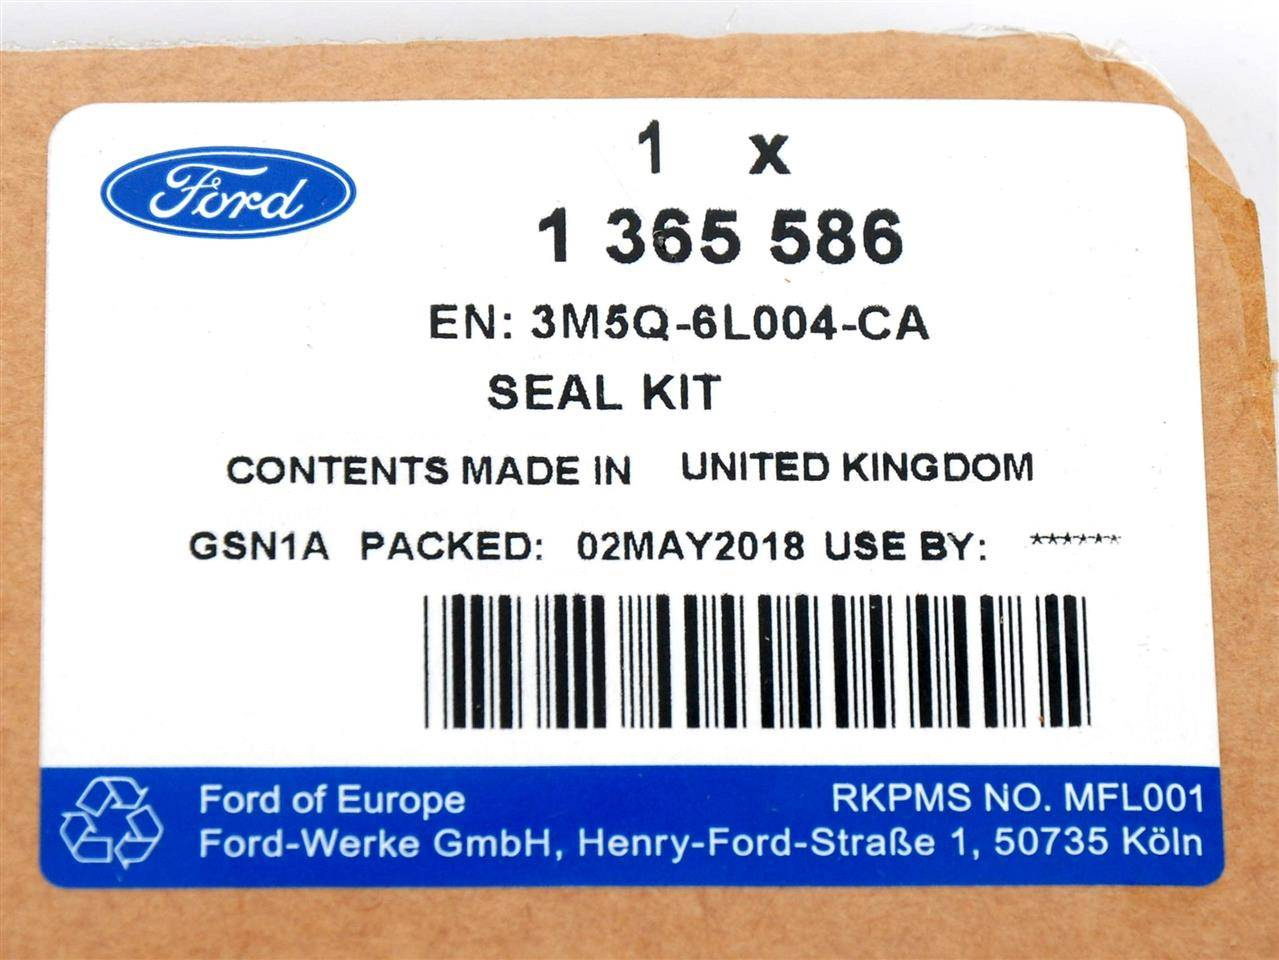 Ford
1 x
1 365 586
EN: 3M5Q-6L004-CA
SEAL KIT
CONTENTS MADE IN UNITED KINGDOM
GSN1A PACKED: 02MAY2018 USE BY: ******
Ford of Europe
RKPMS NO. MFL001
Ford-Werke GmbH, Henry-Ford-Straße 1, 50735 Köln